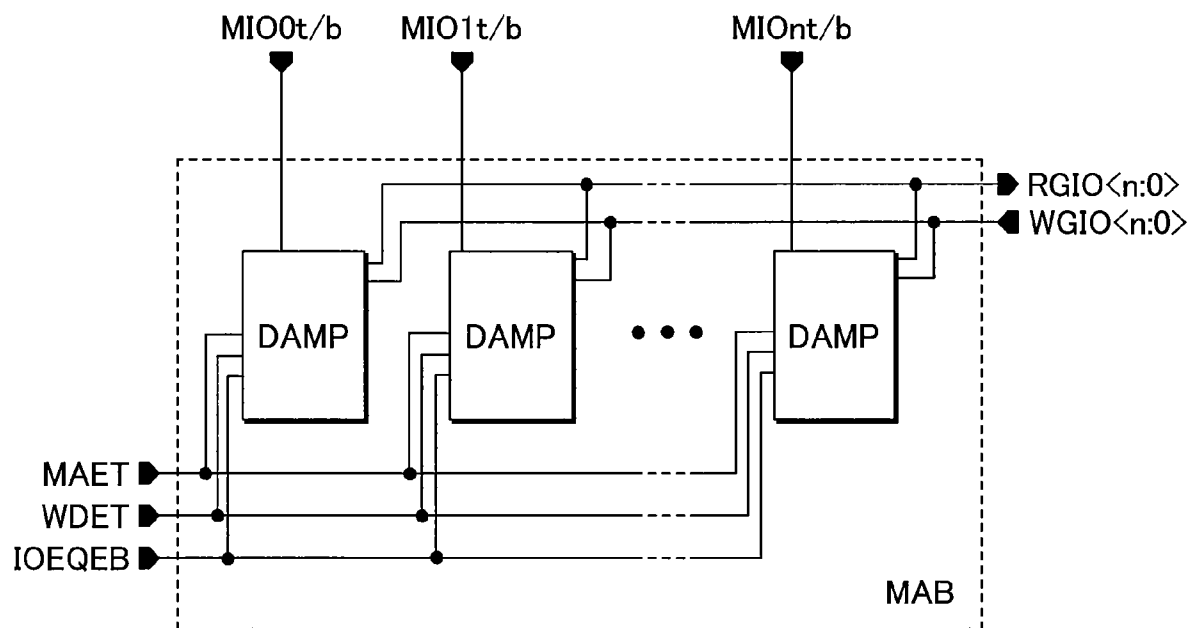 MIO0t/b MIO1t/b MIOnt/b
RGIO<n:0>
WGIO<n:0>
DAMP DAMP DAMP
MAET
WDET
IOEQEB
MAB